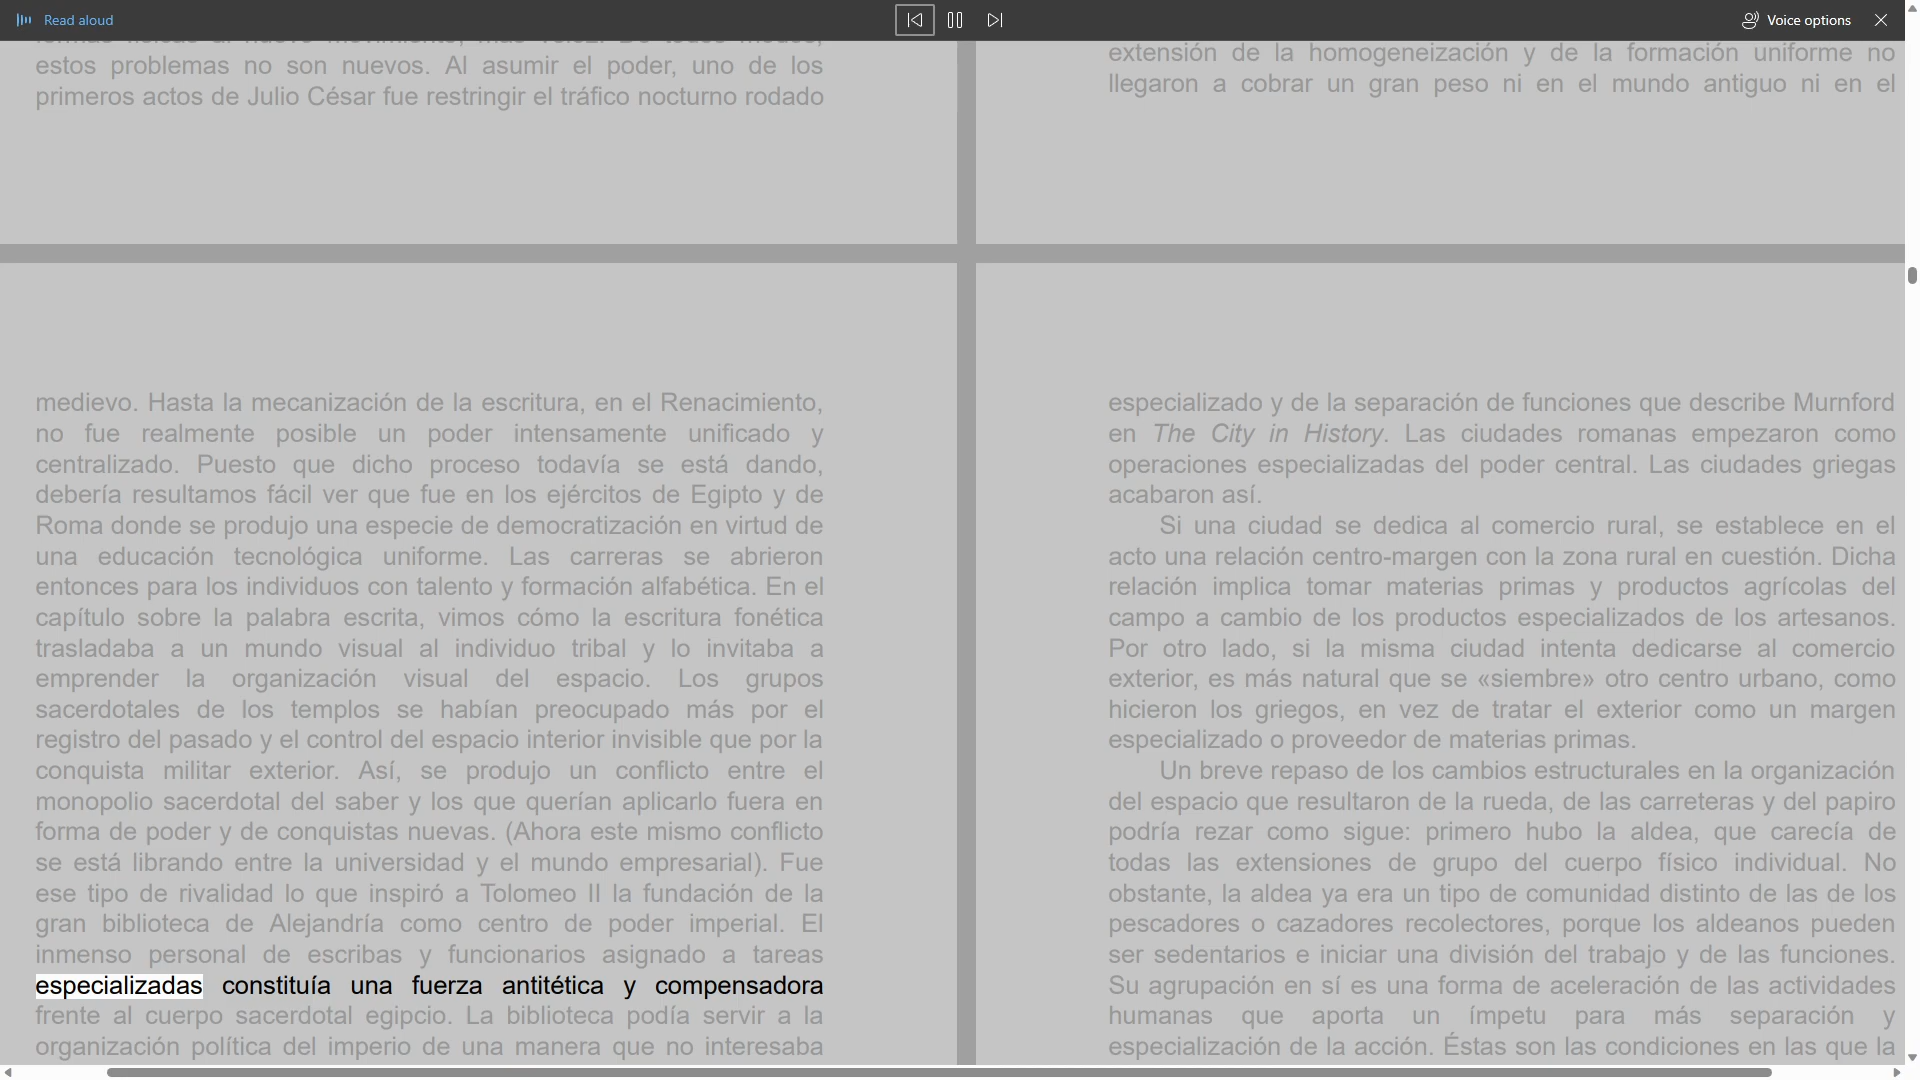 Read aloud
Voice options
estos problemas no son nuevos. Al asumir el poder, uno de los
primeros actos de Julio César fue restringir el tráfico nocturno rodado
extensión de la homogeneización y de la formación uniforme no
llegaron a cobrar un gran peso ni en el mundo antiguo ni en el
medievo. Hasta la mecanización de la escritura, en el Renacimiento,
no fue realmente posible un poder intensamente unificado y
centralizado. Puesto que dicho proceso todavía se está dando,
debería resultamos fácil ver que fue en los ejércitos de Egipto y de
Roma donde se produjo una especie de democratización en virtud de
una educación tecnológica uniforme. Las carreras se abrieron
entonces para los individuos con talento y formación alfabética. En el
capítulo sobre la palabra escrita, vimos cómo la escritura fonética
trasladaba a un mundo visual al individuo tribal y lo invitaba a
emprender la organización visual del espacio. Los grupos
sacerdotales de los templos se habían preocupado más por el
registro del pasado y el control del espacio interior invisible que por la
conquista militar exterior. Así, se produjo un conflicto entre el
monopolio sacerdotal del saber y los que querían aplicarlo fuera en
forma de poder y de conquistas nuevas. (Ahora este mismo conflicto
se está librando entre la universidad y el mundo empresarial). Fue
ese tipo de rivalidad lo que inspiró a Tolomeo II la fundación de la
gran biblioteca de Alejandría como centro de poder imperial. El
inmenso personal de escribas y funcionarios asignado a tareas
especializadas constituía una fuerza antitética y compensadora
frente al cuerpo sacerdotal egipcio. La biblioteca podía servir a la
organización política del imperio de una manera que no interesaba
especializado y de la separación de funciones que describe Murnford
en The City in History. Las ciudades romanas empezaron como
operaciones especializadas del poder central. Las ciudades griegas
acabaron así.
Si una ciudad se dedica al comercio rural, se establece en el
acto una relación centro-margen con la zona rural en cuestión. Dicha
relación implica tomar materias primas y productos agrícolas del
campo a cambio de los productos especializados de los artesanos.
Por otro lado, si la misma ciudad intenta dedicarse al comercio
exterior, es más natural que se «siembre» otro centro urbano, como
hicieron los griegos, en vez de tratar el exterior como un margen
especializado o proveedor de materias primas.
Un breve repaso de los cambios estructurales en la organización
del espacio que resultaron de la rueda, de las carreteras y del papiro
podría rezar como sigue: primero hubo la aldea, que carecía de
todas las extensiones de grupo del cuerpo físico individual. No
obstante, la aldea ya era un tipo de comunidad distinto de las de los
pescadores o cazadores recolectores, porque los aldeanos pueden
ser sedentarios e iniciar una división del trabajo y de las funciones.
Su agrupación en sí es una forma de aceleración de las actividades
humanas que aporta un ímpetu para más separación y
especialización de la acción. Éstas son las condiciones en las que la